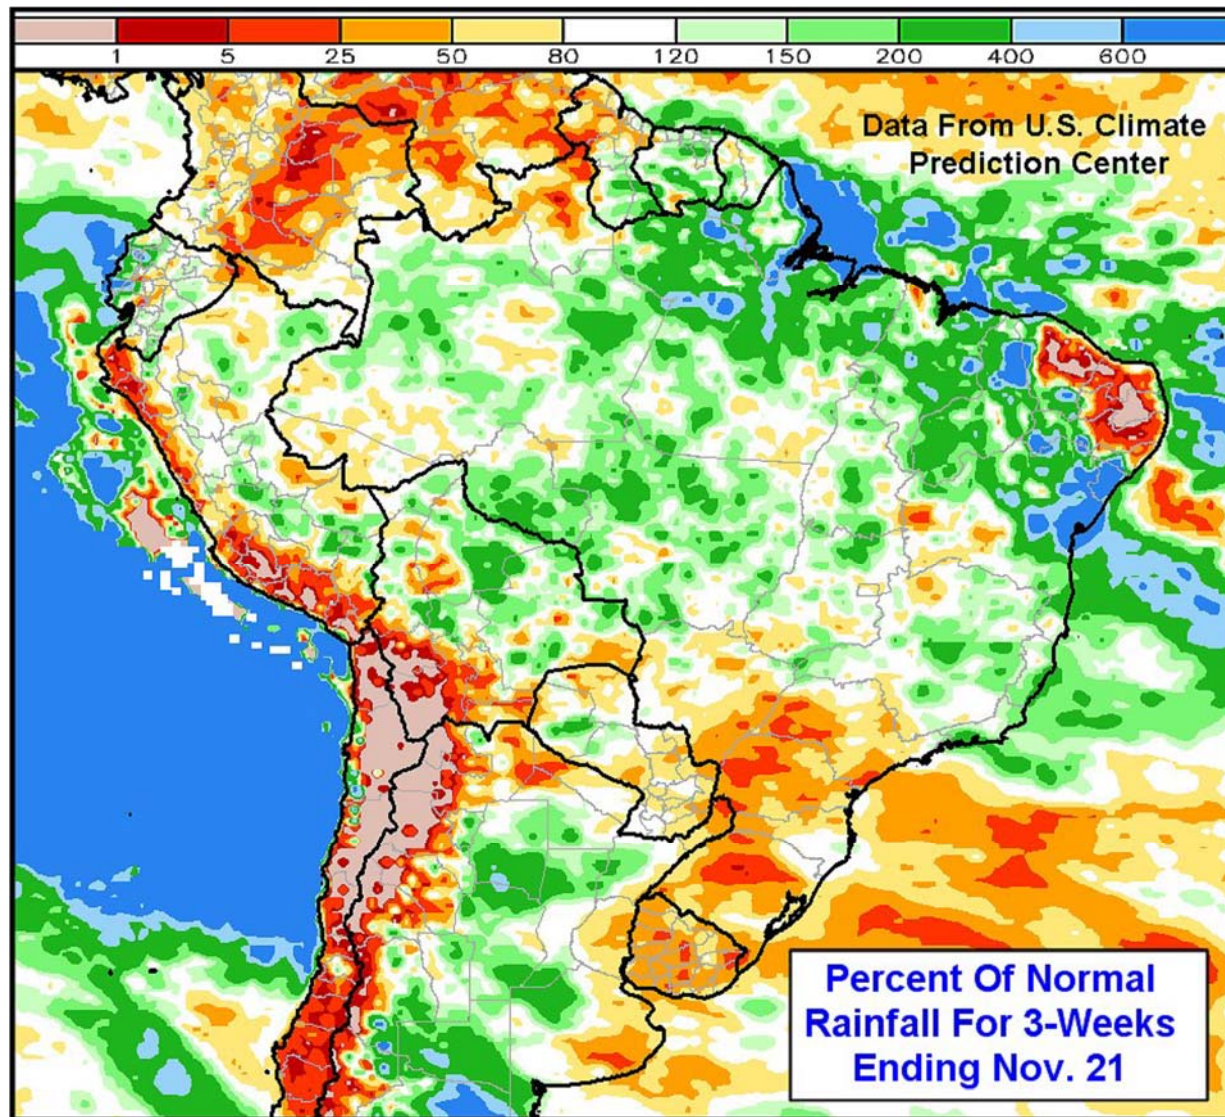 1 5 25 50 80 120 150 200 400 600
Data From U.S. Climate
Prediction Center
Percent Of Normal
Rainfall For 3-Weeks
Ending Nov. 21